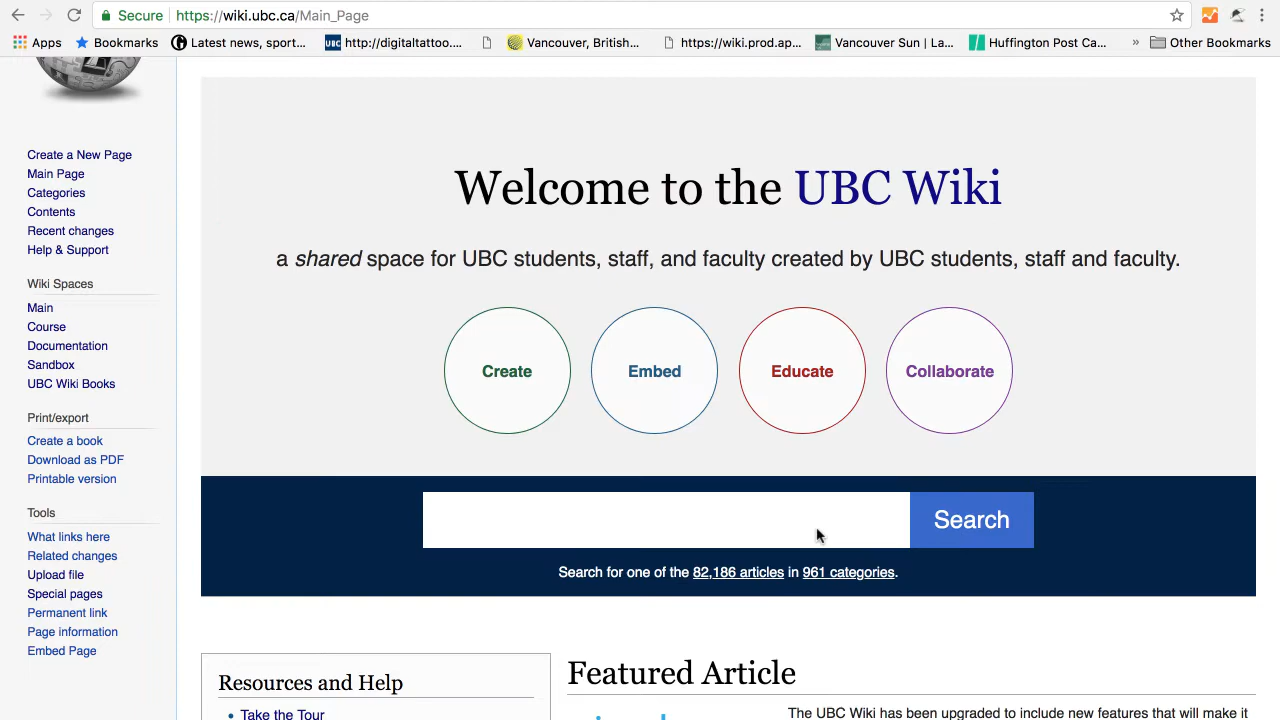 Secure https://wiki.ubc.ca/Main_Page
Apps Bookmarks Latest news, sport... http://digitaltattoo.... Vancouver, British... https://wiki.prod.ap... Vancouver Sun | La... Huffington Post Ca... » Other Bookmarks
Create a New Page
Main Page
Categories
Contents
Recent changes
Help & Support
Wiki Spaces
Main
Course
Documentation
Sandbox
UBC Wiki Books
Print/export
Create a book
Download as PDF
Printable version
Tools
What links here
Related changes
Upload file
Special pages
Permanent link
Page information
Embed Page
Welcome to the UBC Wiki
a shared space for UBC students, staff, and faculty created by UBC students, staff and faculty.
Create Embed Educate Collaborate
Search
Search for one of the 82,186 articles in 961 categories.
Resources and Help
• Take the Tour
Featured Article
The UBC Wiki has been upgraded to include new features that will make it